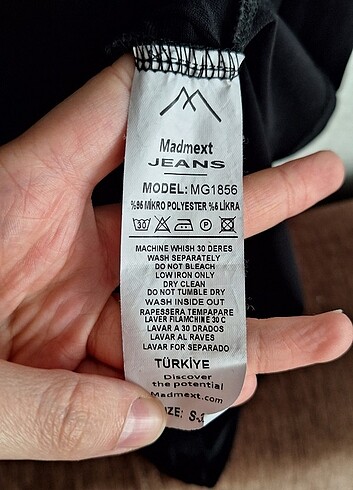 Madmext
JEANS
MODEL: MG1856
%95 MİKRO POLYESTER %5 LİKRA
30 P
MACHINE WHISH 30 DERES
WASH SEPARATELY
DO NOT BLEACH
LOW IRON ONLY
DRY CLEAN
DO NOT TUMBLE DRY
WASH INSIDE OUT
RAPESSERA TEMPAPARE
LAVER FILAMCHINE 30 C
LAVAR A 30 DRADOS
LAVAR AL RAVES
LAVAR FOR SEPARADO
TÜRKİYE
Discover
the potential
Madmext.com
IZE: S-